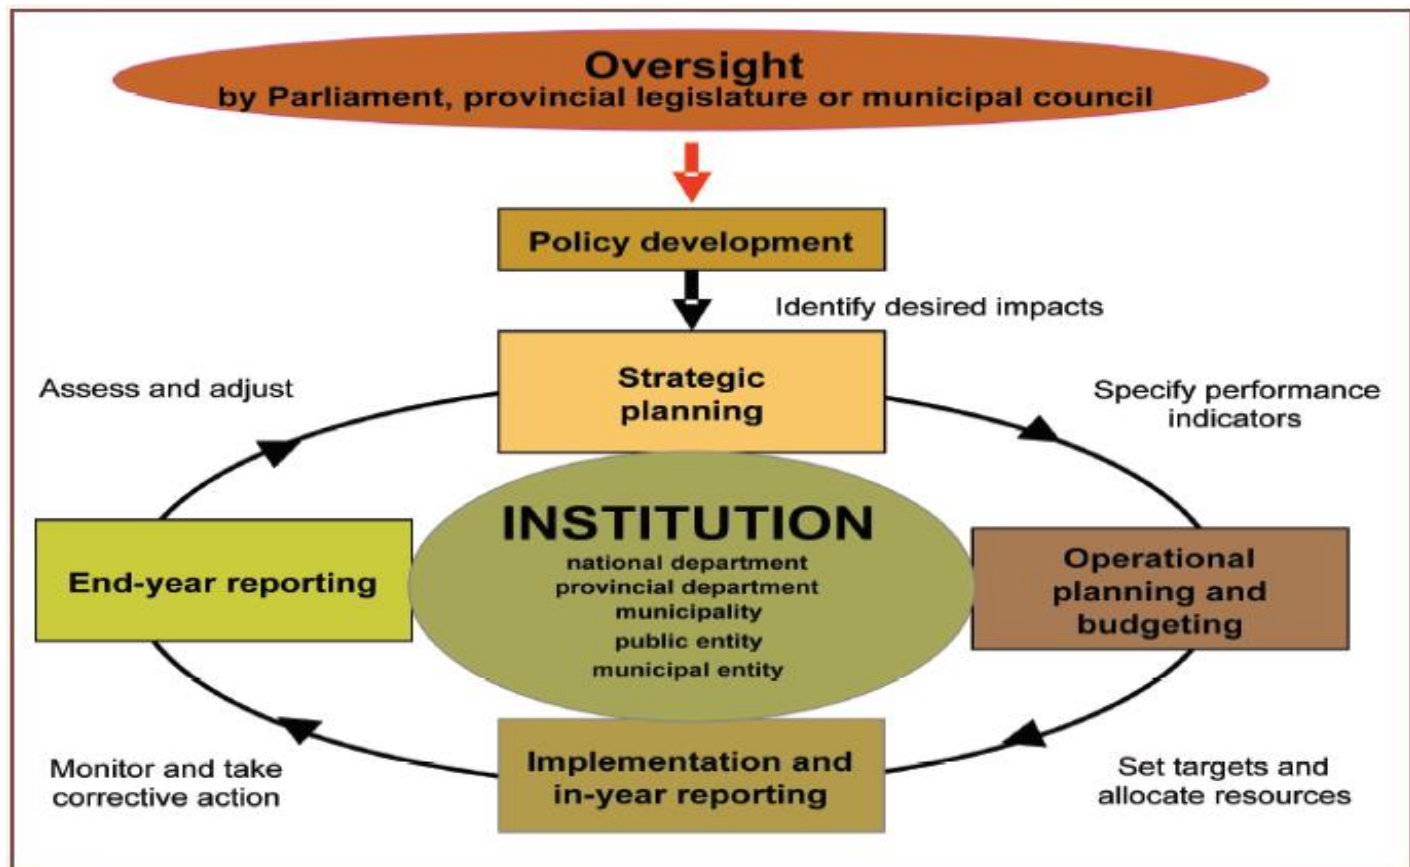 Oversight
by Parliament, provincial legislature or municipal council
Policy development
Identify desired impacts
Strategic
planning
Assess and adjust
Specify performance
indicators
INSTITUTION
national department
provincial department
municipality
public entity
municipal entity
End-year reporting
Operational
planning and
budgeting
Implementation and
in-year reporting
Monitor and take
corrective action
Set targets and
allocate resources